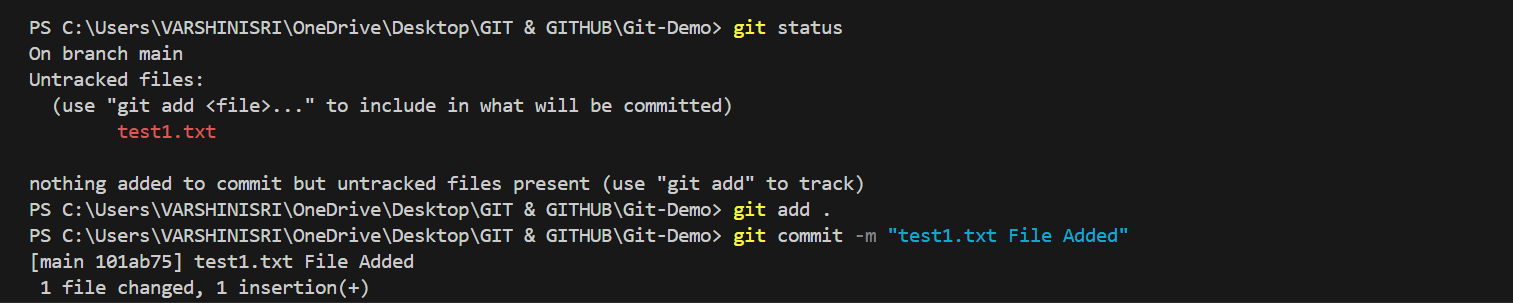 PS C:\Users\VARSHINISRI\OneDrive\Desktop\GIT & GITHUB\Git-Demo> git status
On branch main
Untracked files:
  (use "git add <file>..." to include in what will be committed)
        test1.txt

nothing added to commit but untracked files present (use "git add" to track)
PS C:\Users\VARSHINISRI\OneDrive\Desktop\GIT & GITHUB\Git-Demo> git add .
PS C:\Users\VARSHINISRI\OneDrive\Desktop\GIT & GITHUB\Git-Demo> git commit -m "test1.txt File Added"
[main 101ab75] test1.txt File Added
 1 file changed, 1 insertion(+)